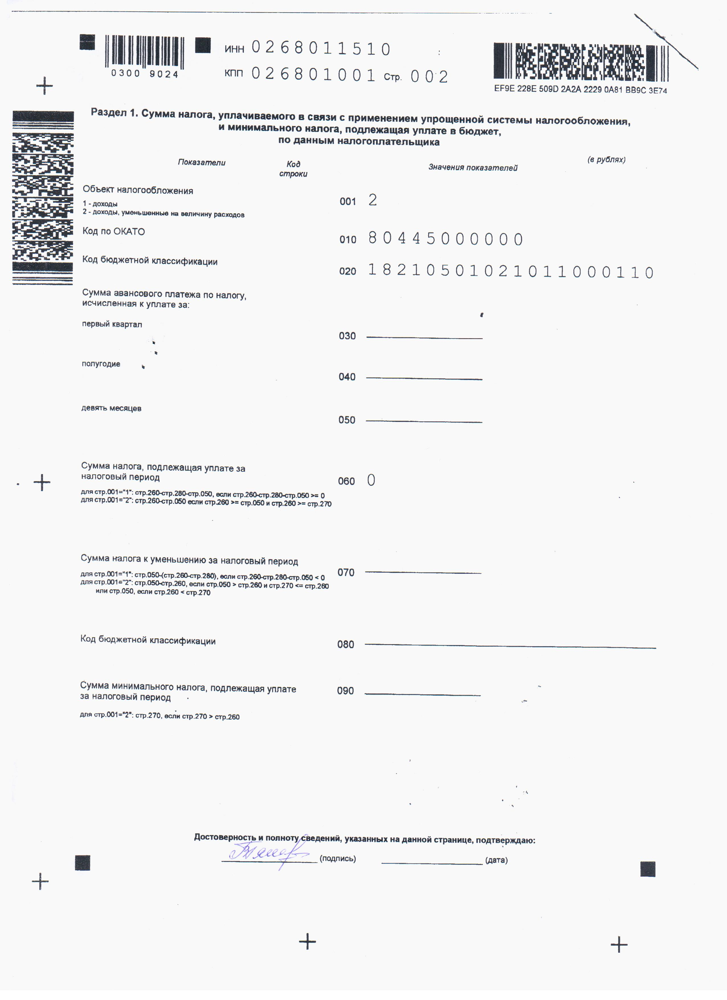 ИНН 0268011510
0300 9024
КПП 026801001 Стр. 002
EF9E 228E 509D 2A2A 2229 0A81 BB9C 3E74
Раздел 1. Сумма налога, уплачиваемого в связи с применением упрощенной системы налогообложения,
и минимального налога, подлежащая уплате в бюджет,
по данным налогоплательщика
(в рублях)
Показатели Код Значения показателей
строки
Объект налогообложения
001 2
1 - доходы
2 - доходы, уменьшенные на величину расходов
Код по ОКАТО
010 80445000000
Код бюджетной классификации
020 18210501021011000110
Сумма авансового платежа по налогу,
исчисленная к уплате за:
первый квартал
030
полугодие
040
девять месяцев
050
Сумма налога, подлежащая уплате за
налоговый период
060 0
для стр.001="1": стр.260-стр.280-стр.050, если стр.260-стр.280-стр.050 >= 0
для стр.001="2": стр.260-стр.050 если стр.260 >= стр.050 и стр.260 >= стр.270
Сумма налога к уменьшению за налоговый период
070
для стр.001="1": стр.050-(стр.260-стр.280), если стр.260-стр.280-стр.050 < 0
для стр.001="2": стр.050-стр.260, если стр.050 > стр.260 и стр.270 <= стр.260
или стр.050, если стр.260 < стр.270
Код бюджетной классификации 080
Сумма минимального налога, подлежащая уплате 090
за налоговый период
для стр.001="2": стр.270, если стр.270 > стр.260
Достоверность и полноту сведений, указанных на данной странице, подтверждаю:
(подпись) (дата)